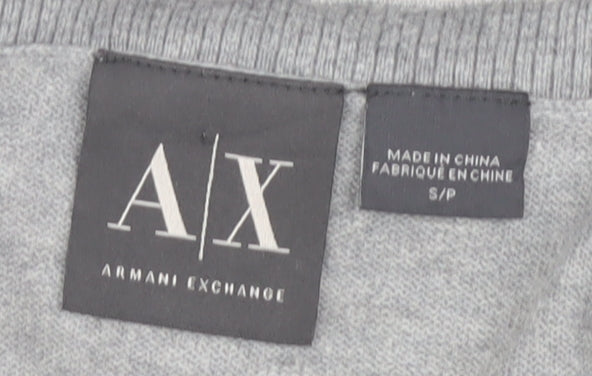 A|X
ARMANI EXCHANGE
MADE IN CHINA
FABRIQUÉ EN CHINE
S/P